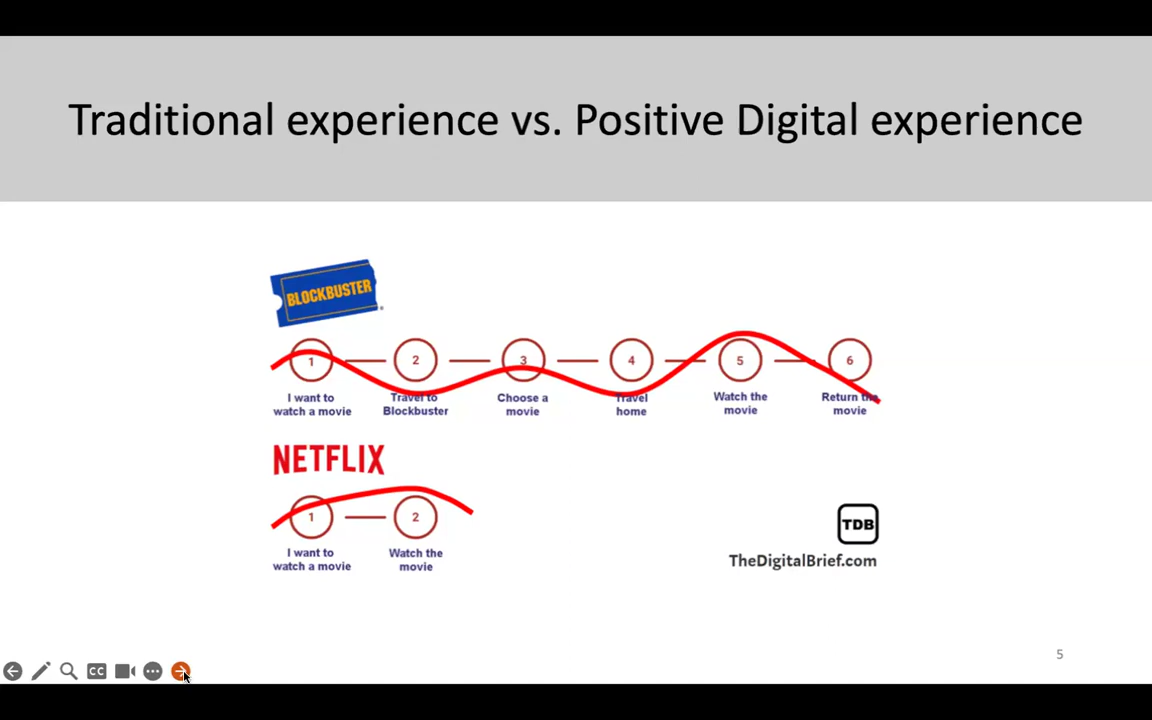 Traditional experience vs. Positive Digital experience
BLOCKBUSTER
1
2
3
4
5
6
I want to
watch a movie
Travel to
Blockbuster
Choose a
movie
Travel
home
Watch the
movie
Return the
movie
NETFLIX
1
2
I want to
watch a movie
Watch the
movie
TDB
TheDigitalBrief.com
5
CC